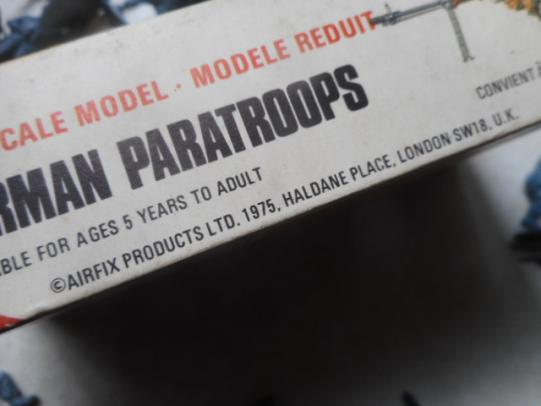 CALE MODEL · MODELE REDUIT
RMAN PARATROOPS
BLE FOR AGES 5 YEARS TO ADULT
CONVIENT
©AIRFIX PRODUCTS LTD. 1975, HALDANE PLACE, LONDON SW18, U.K.